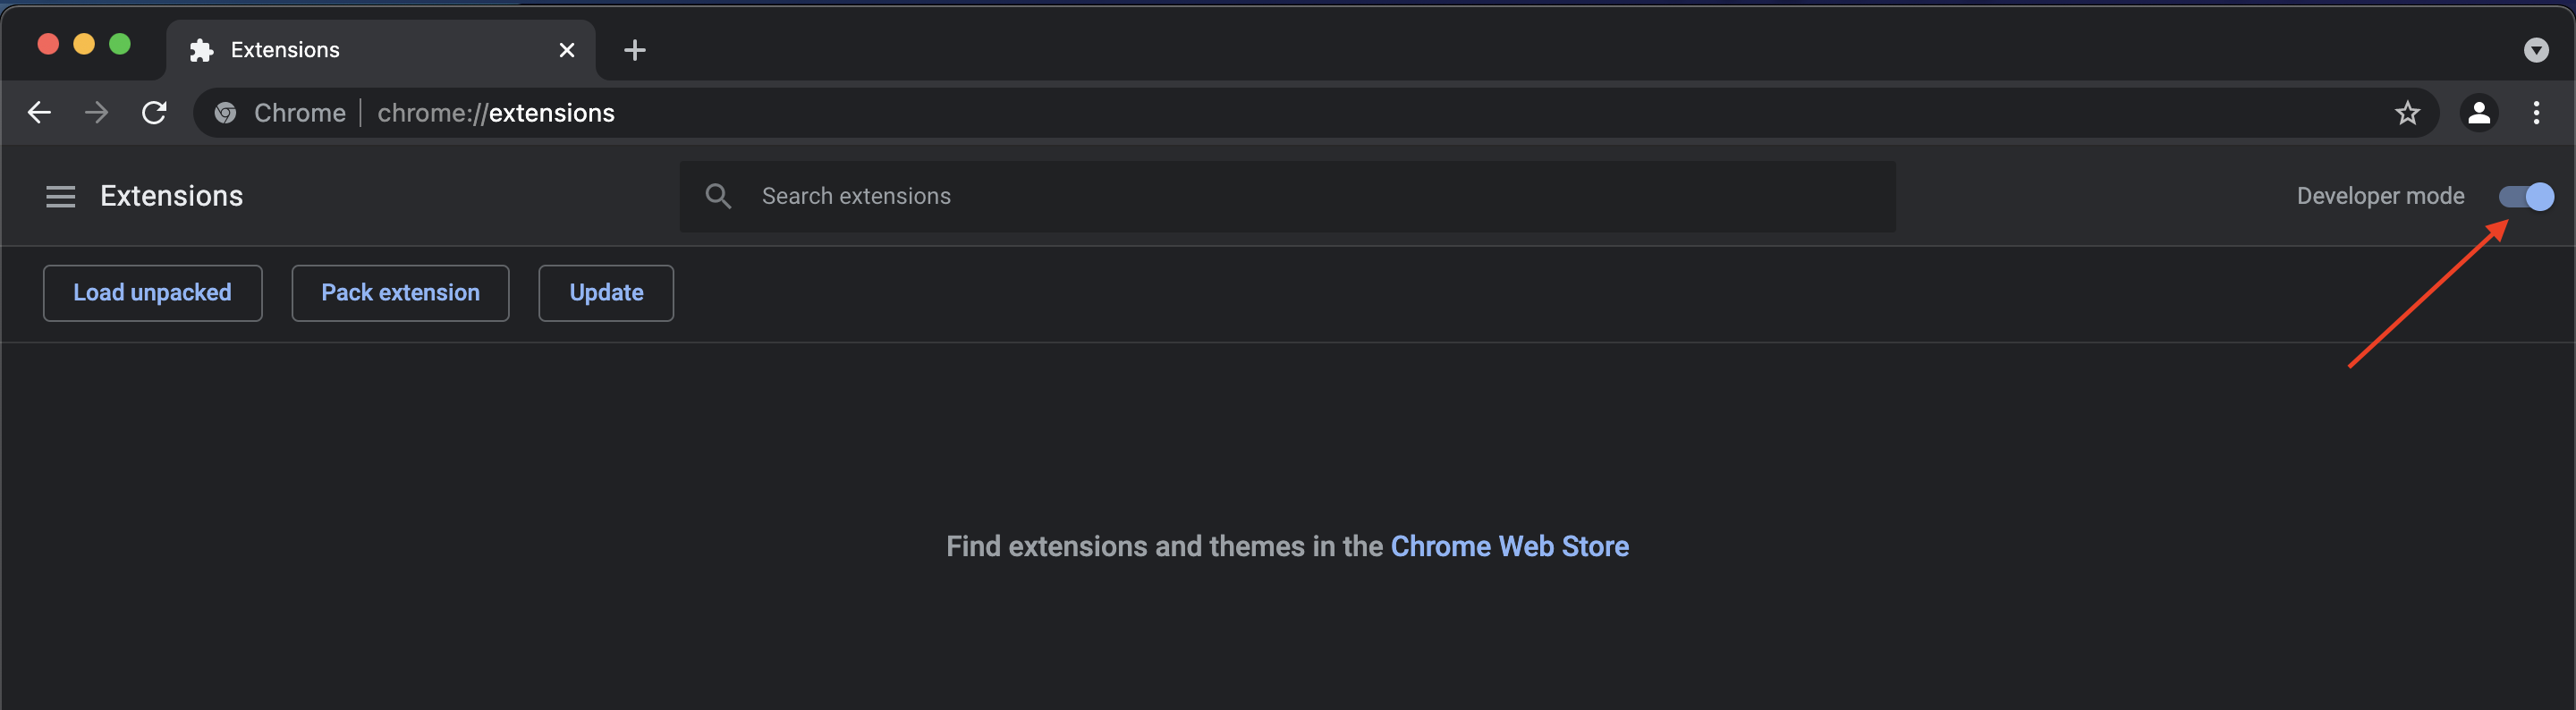 Extensions
Chrome | chrome://extensions
Extensions
Search extensions
Developer mode
Load unpacked
Pack extension
Update
Find extensions and themes in the Chrome Web Store